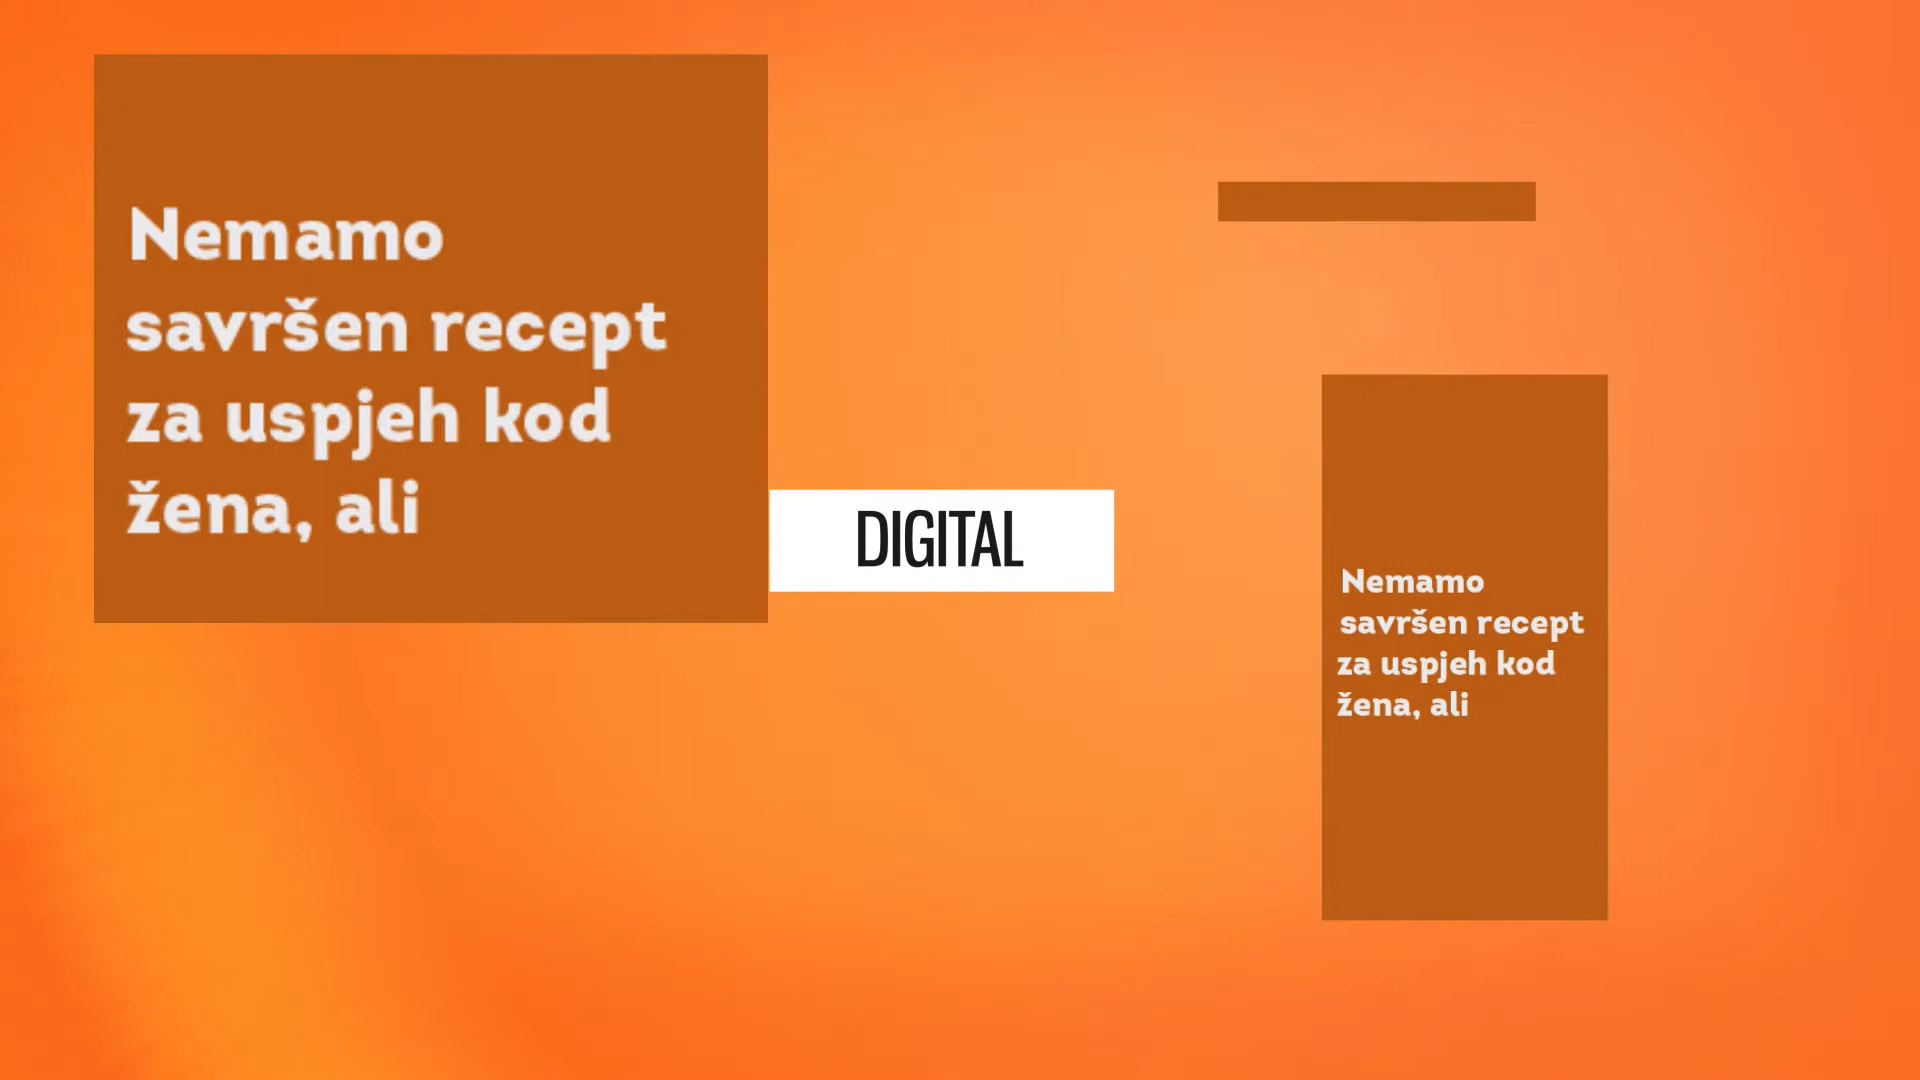 Nemamo
savršen recept
za uspjeh kod
žena, ali
DIGITAL
Nemamo
savršen recept
za uspjeh kod
žena, ali